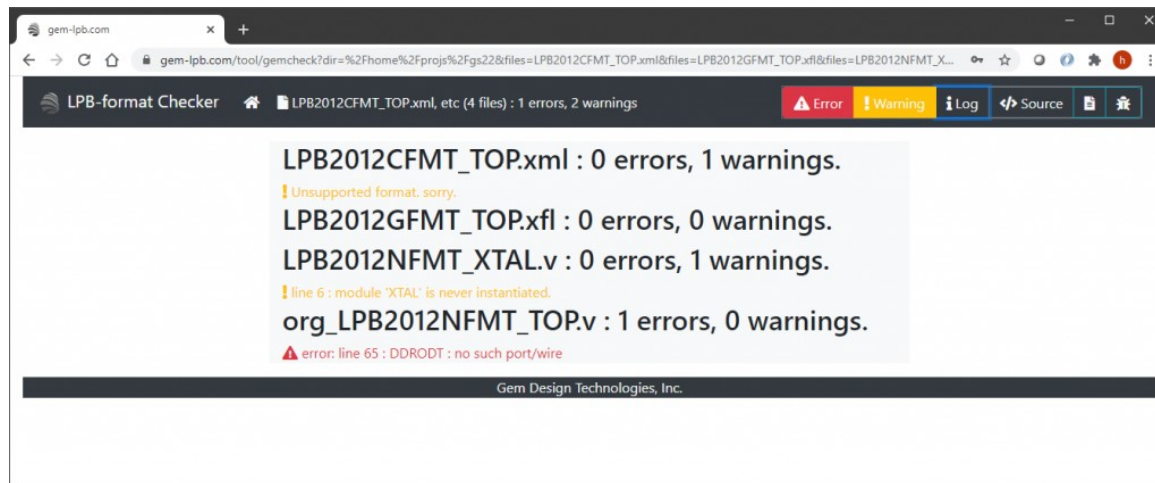 gem-lpb.com
gem-lpb.com/tool/gemcheck?dir=%2Fhome%2Fprojs%2Fgs22&files=LPB2012CFMT_TOP.xml&files=LPB2012GFMT_TOP.xfl&files=LPB2012NFMT_X...
h
LPB-format Checker LPB2012CFMT_TOP.xml, etc (4 files) : 1 errors, 2 warnings Error Warning Log Source
LPB2012CFMT_TOP.xml : 0 errors, 1 warnings.
Unsupported format. sorry.
LPB2012GFMT_TOP.xfl : 0 errors, 0 warnings.
LPB2012NFMT_XTAL.v : 0 errors, 1 warnings.
line 6 : module 'XTAL' is never instantiated.
org_LPB2012NFMT_TOP.v : 1 errors, 0 warnings.
error: line 65 : DDRODT : no such port/wire
Gem Design Technologies, Inc.